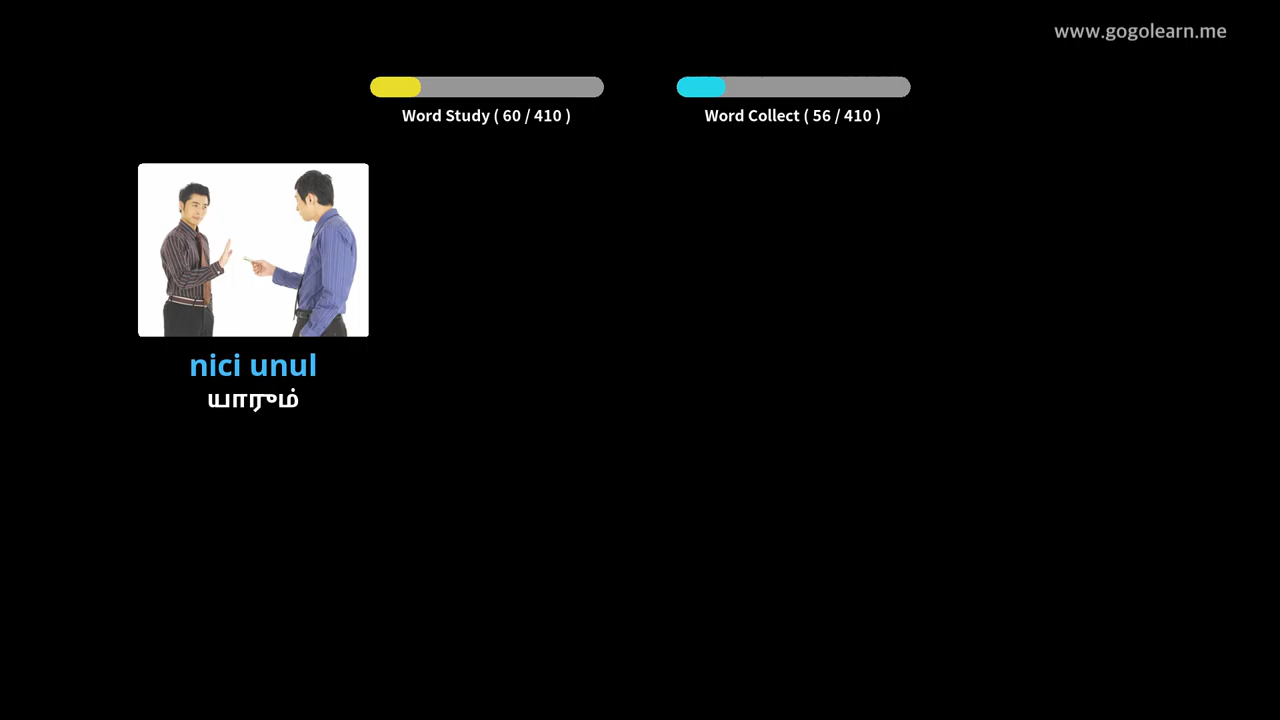 www.gogolearn.me
Word Study ( 60 / 410 )
Word Collect ( 56 / 410 )
nici unul
யாரும்